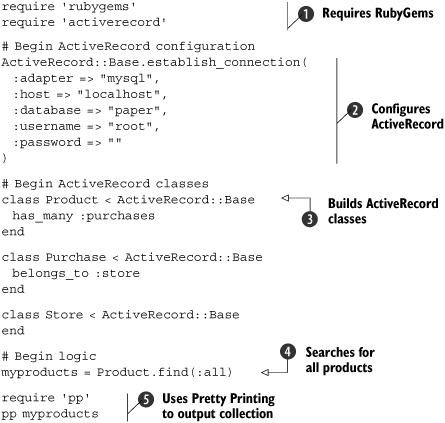 require 'rubygems'
require 'activerecord'
1 Requires RubyGems
# Begin ActiveRecord configuration
ActiveRecord::Base.establish_connection(
:adapter => "mysql",
:host => "localhost",
:database => "paper",
:username => "root",
:password => ""
)
2 Configures
ActiveRecord
# Begin ActiveRecord classes
class Product < ActiveRecord::Base
has_many :purchases
end
3 Builds ActiveRecord
classes
class Purchase < ActiveRecord::Base
belongs_to :store
end
class Store < ActiveRecord::Base
end
# Begin logic
myproducts = Product.find(:all)
4 Searches for
all products
require 'pp'
pp myproducts
5 Uses Pretty Printing
to output collection